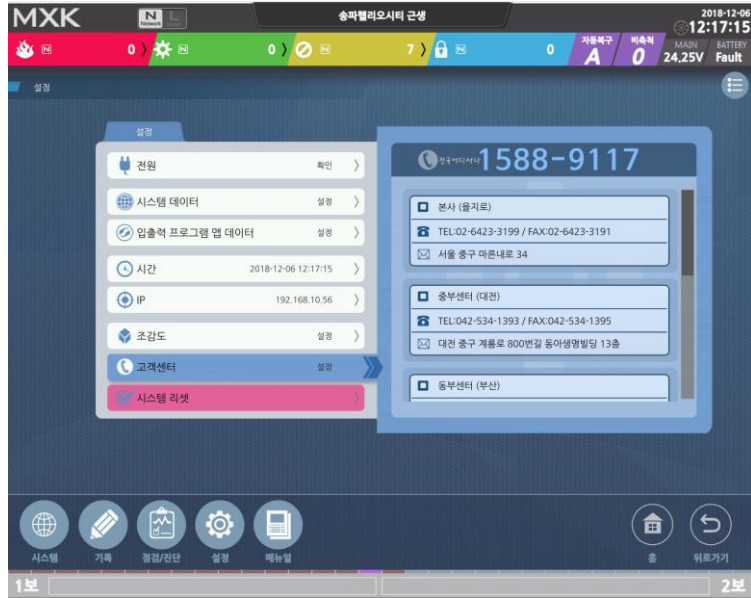 MXK
N
Network
L
송파헬리오시티 근생
2018-12-06
12:17:15
N 0
N 0
N 7
N 0
자동복구
A
비축적
0
MAIN
24.25V
BATTERY
Fault
설정
설정
전원 확인
시스템 데이터 설정
입출력 프로그램 맵 데이터 설정
시간 2018-12-06 12:17:15
IP 192.168.10.56
조감도 설정
고객센터 설정
시스템 리셋
전국어디서나 1588-9117
본사 (을지로)
TEL:02-6423-3199 / FAX:02-6423-3191
서울 중구 마른내로 34
중부센터 (대전)
TEL:042-534-1393 / FAX:042-534-1395
대전 중구 계룡로 800번길 동아생명빌딩 13층
동부센터 (부산)
시스템
기록
점검/진단
설정
메뉴얼
홈
뒤로가기
1보
2보